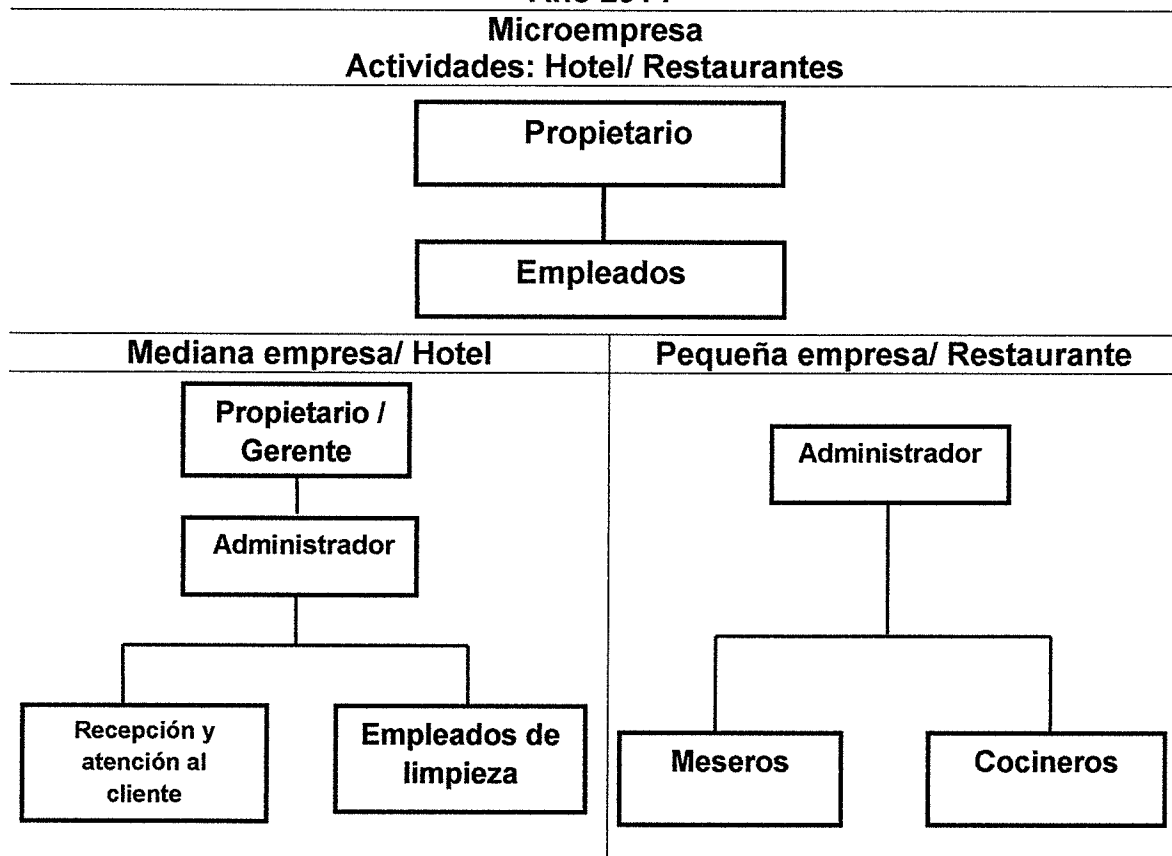 Microempresa
Actividades: Hotel/ Restaurantes
Propietario
Empleados
Mediana empresa/ Hotel
Propietario /
Gerente
Administrador
Recepción y
atención al
cliente
Empleados de
limpieza
Pequeña empresa/ Restaurante
Administrador
Meseros
Cocineros